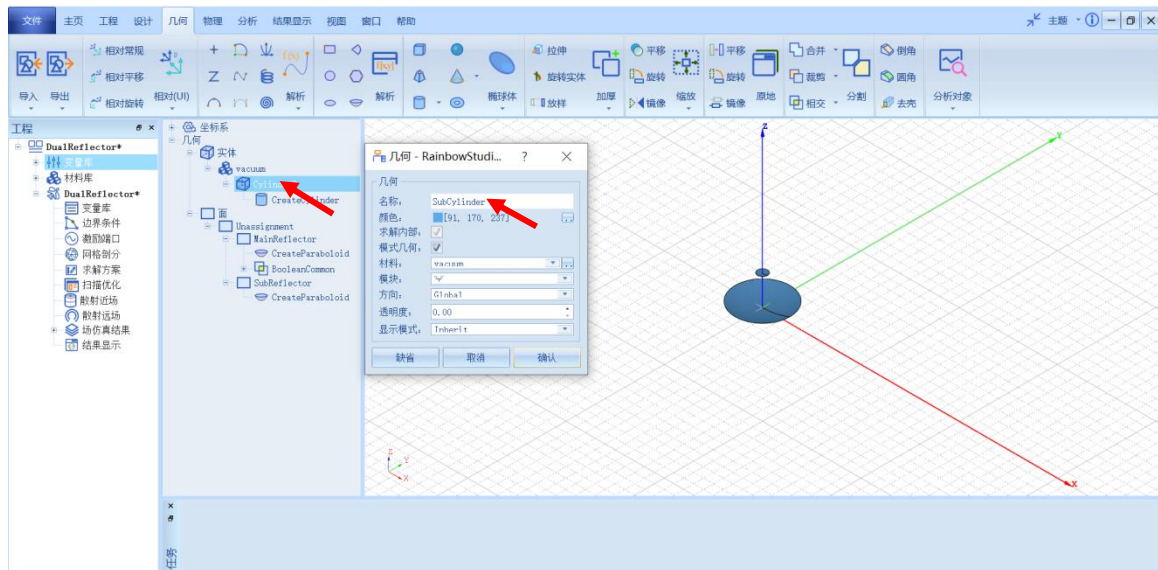 文件 主页 工程 设计 几何 物理 分析 结果显示 视图 窗口 帮助 主题
导入 导出 相对常规 相对平移 相对旋转 相对(UI)
f(x) 解析 f(xy) 解析 椭球体
拉伸 旋转实体 放样 加厚
平移 旋转 镜像 缩放
平移 旋转 镜像 原地
合并 裁剪 相交 分割
倒角 圆角 去壳 分析对象
工程
DualReflector*
变量库
材料库
DualReflector*
变量库
边界条件
激励端口
网格剖分
求解方案
扫描优化
散射近场
散射远场
场仿真结果
结果显示
坐标系
几何
实体
vacuum
CreateCylinder
面
Unassignment
MainReflector
CreateParaboloid
BooleanCommon
SubReflector
CreateParaboloid
几何 - RainbowStudi... ? ×
几何
名称: SubCylinder
颜色: [91, 170, 237]
求解内部:
模式几何:
材料: vacuum
模块:
方向: Global
透明度: 0.00
显示模式: Inherit
缺省 取消 确认
Z
Y
X
Z
Y
X
任务